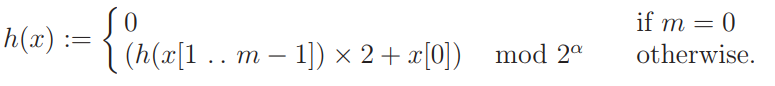 h(x) := { 0 if m = 0
(h(x[1 .. m − 1]) × 2 + x[0]) mod 2^α otherwise.